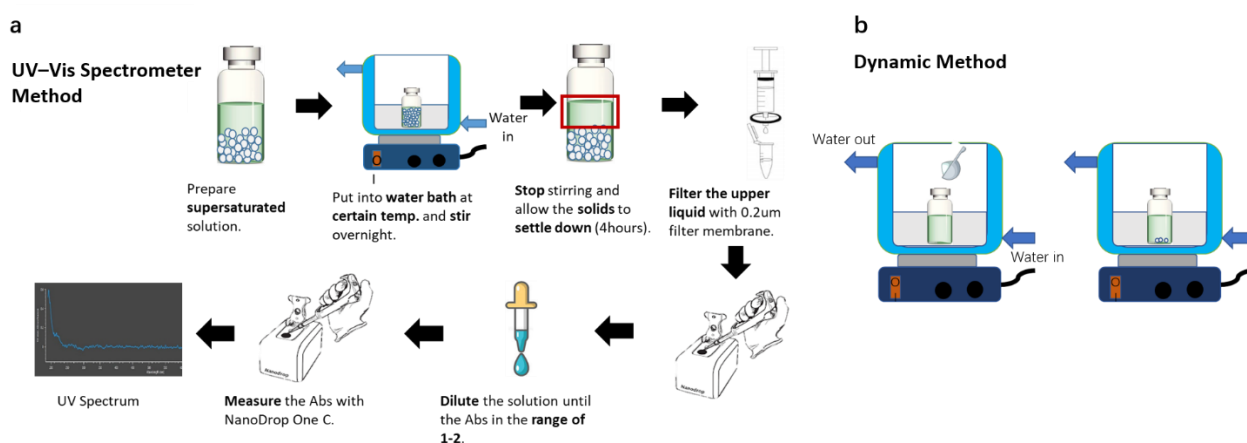 a
UV–Vis Spectrometer
Method
Prepare
supersaturated
solution.
Water
in
Put into water bath at
certain temp. and stir
overnight.
Stop stirring and
allow the solids to
settle down (4hours).
Filter the upper
liquid with 0.2um
filter membrane.
Nanodrop
Dilute the solution until
the Abs in the range of
1-2.
Nanodrop
Measure the Abs with
NanoDrop One C.
UV Spectrum
b
Dynamic Method
Water out
Water in